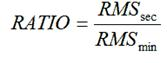 RATIO = RMS_sec / RMS_min